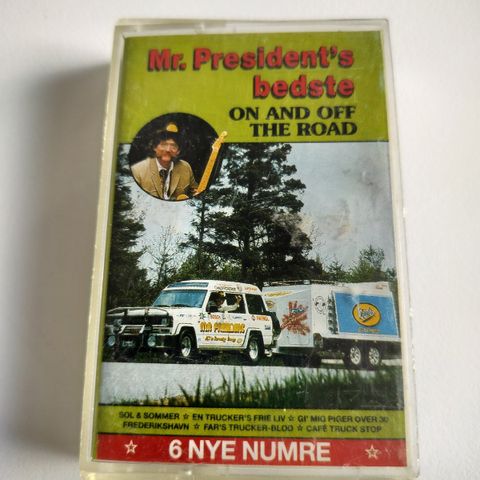 Mr. President's
bedste
ON AND OFF
THE ROAD
SOL & SOMMER ☆ EN TRUCKER'S FRIE LIV ☆ GI' MIG PIGER OVER 30
FREDERIKSHAVN ☆ FAR'S TRUCKER-BLOD ☆ CAFÉ TRUCK STOP
☆ 6 NYE NUMRE ☆